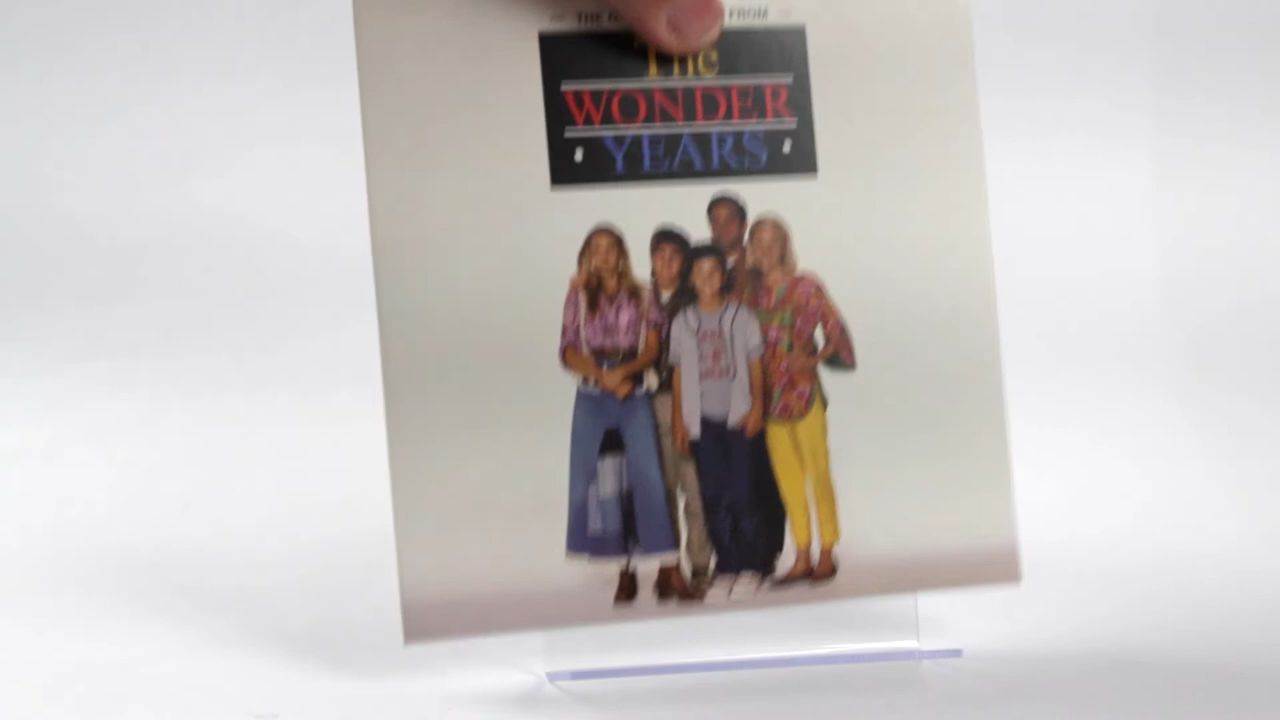 THE
FROM
The
WONDER
YEARS